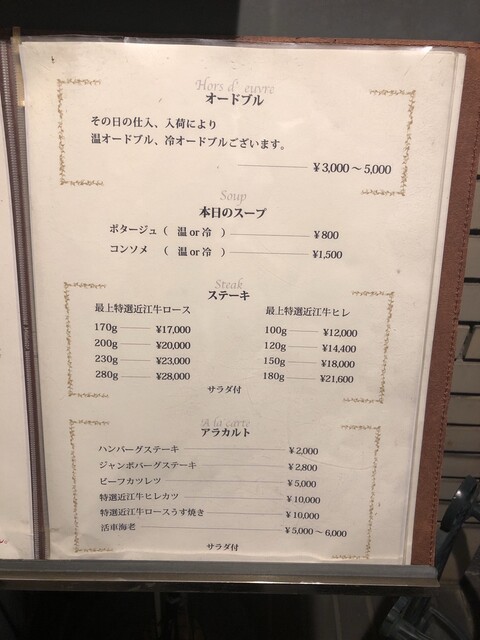 Hors d' euvre
オードブル
その日の仕入、入荷により
温オードブル、冷オードブルございます。
¥3,000〜5,000
Soup
本日のスープ
ポタージュ ( 温 or 冷 ) ¥800
コンソメ ( 温 or 冷 ) ¥1,500
Steak
ステーキ
最上特選近江牛ロース 最上特選近江牛ヒレ
170g ¥17,000 100g ¥12,000
200g ¥20,000 120g ¥14,400
230g ¥23,000 150g ¥18,000
280g ¥28,000 180g ¥21,600
サラダ付
A la carte
アラカルト
ハンバーグステーキ ¥2,000
ジャンボバーグステーキ ¥2,800
ビーフカツレツ ¥5,000
特選近江牛ヒレカツ ¥10,000
特選近江牛ロースうす焼き ¥10,000
活車海老 ¥5,000〜6,000
サラダ付